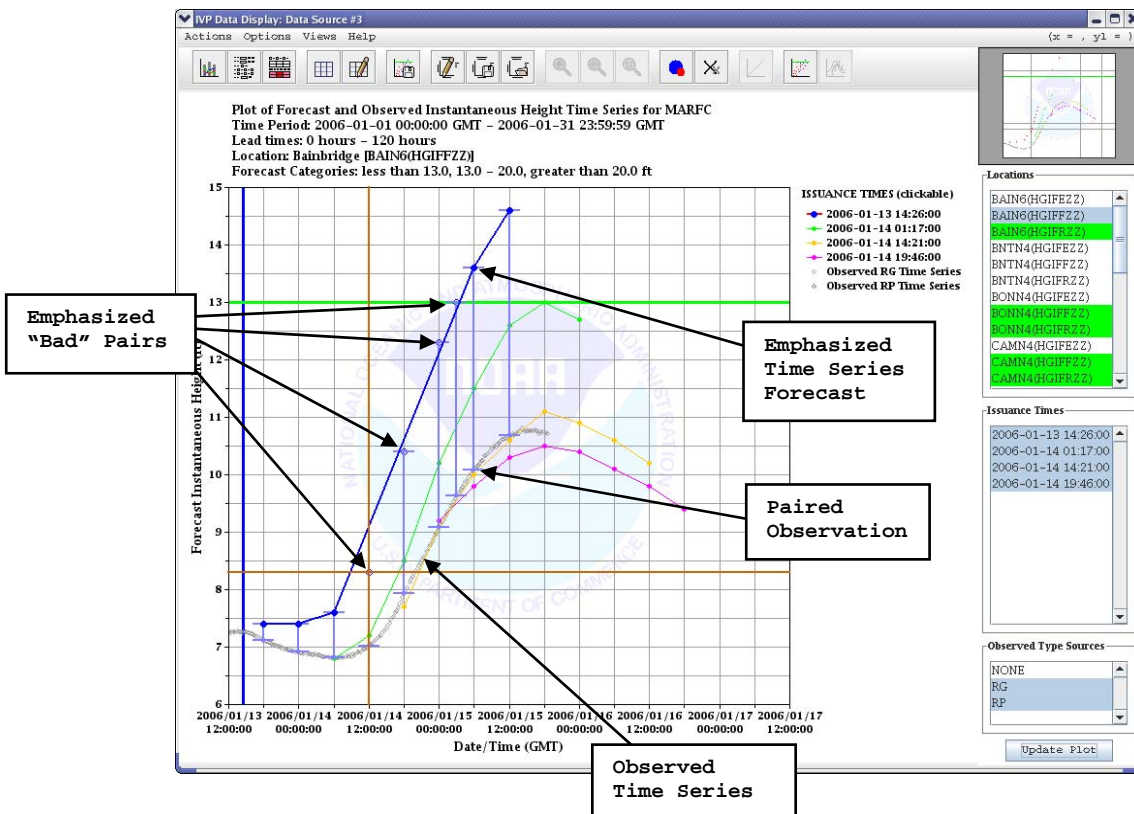 IVP Data Display: Data Source #3
Actions Options Views Help
(x = , y1 = )
Plot of Forecast and Observed Instantaneous Height Time Series for MARFC
Time Period: 2006-01-01 00:00:00 GMT - 2006-01-31 23:59:59 GMT
Lead times: 0 hours - 120 hours
Location: Bainbridge [BAIN6(HGIFFZZ)]
Forecast Categories: less than 13.0, 13.0 - 20.0, greater than 20.0 ft
15
14
13
12
11
10
9
8
7
6
Forecast Instantaneous Height
2006/01/13 2006/01/14 2006/01/14 2006/01/15 2006/01/15 2006/01/16 2006/01/16 2006/01/17 2006/01/17
12:00:00 00:00:00 12:00:00 00:00:00 12:00:00 00:00:00 12:00:00 00:00:00 12:00:00
Date/Time (GMT)
ISSUANCE TIMES (clickable)
2006-01-13 14:26:00
2006-01-14 01:17:00
2006-01-14 14:21:00
2006-01-14 19:46:00
Observed RG Time Series
Observed RP Time Series
NATIONAL OCEANIC AND ATMOSPHERIC ADMINISTRATION
NOAA
U.S. DEPARTMENT OF COMMERCE
Emphasized
“Bad” Pairs
Emphasized
Time Series
Forecast
Paired
Observation
Observed
Time Series
Locations
BAIN6(HGIFEZZ)
BAIN6(HGIFFZZ)
BAIN6(HGIFRZZ)
BNTN4(HGIFEZZ)
BNTN4(HGIFFZZ)
BNTN4(HGIFRZZ)
BONN4(HGIFEZZ)
BONN4(HGIFFZZ)
BONN4(HGIFRZZ)
CAMN4(HGIFEZZ)
CAMN4(HGIFFZZ)
CAMN4(HGIFRZZ)
Issuance Times
2006-01-13 14:26:00
2006-01-14 01:17:00
2006-01-14 14:21:00
2006-01-14 19:46:00
Observed Type Sources
NONE
RG
RP
Update Plot